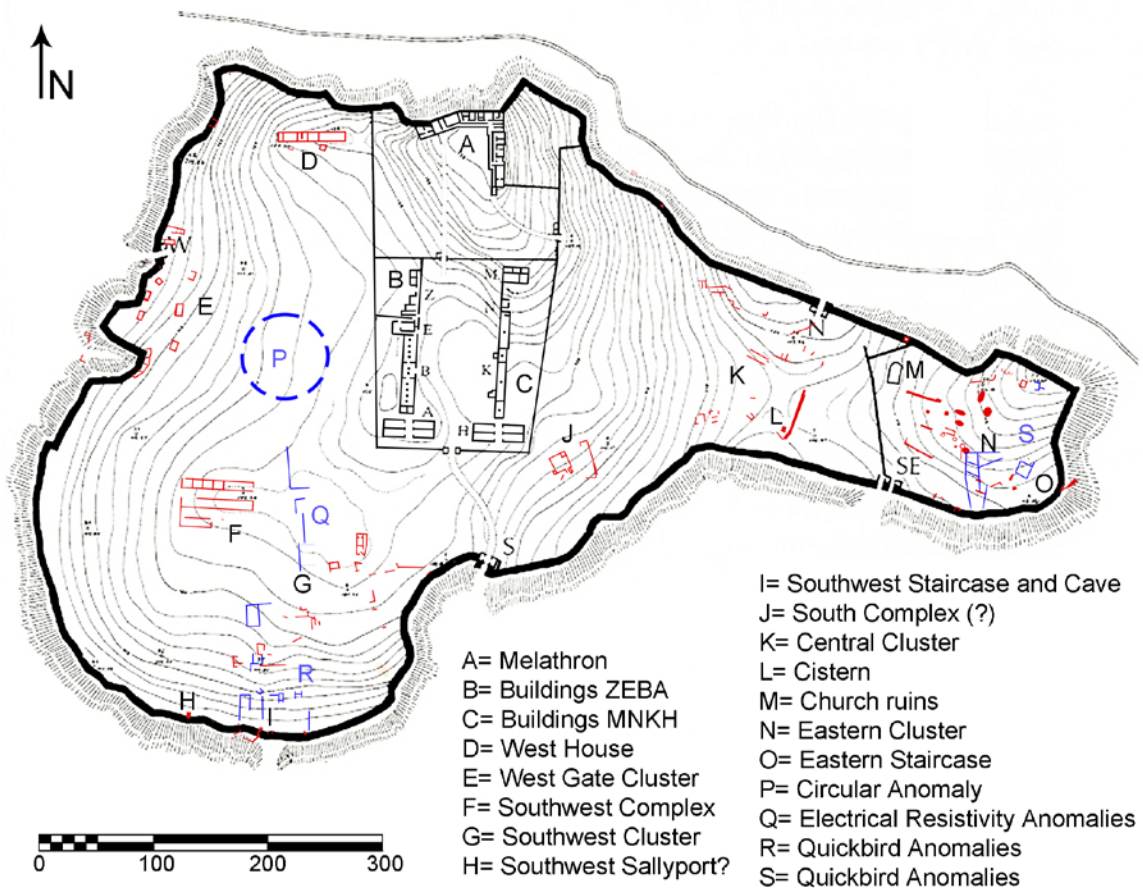 N
A
D
W
B
M
Z
N
E
E
P
N
B
K
K
C
M
A
H
L
J
N
S
SE
O
Q
F
S
G
R
H
I
I= Southwest Staircase and Cave
J= South Complex (?)
K= Central Cluster
L= Cistern
M= Church ruins
N= Eastern Cluster
O= Eastern Staircase
P= Circular Anomaly
Q= Electrical Resistivity Anomalies
R= Quickbird Anomalies
S= Quickbird Anomalies
A= Melathron
B= Buildings ZEBA
C= Buildings MNKH
D= West House
E= West Gate Cluster
F= Southwest Complex
G= Southwest Cluster
H= Southwest Sallyport?
0 100 200 300